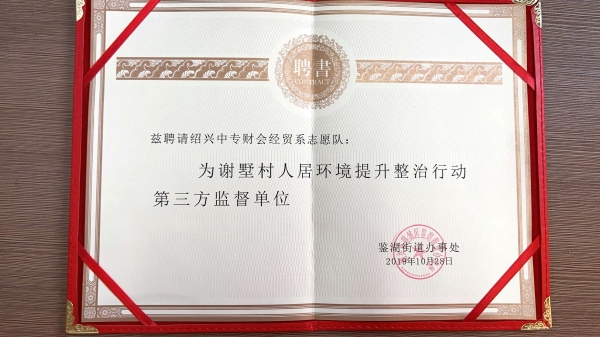 聘書
CONTRACT
兹聘请绍兴中专财会经贸系志愿队：
为谢墅村人居环境提升整治行动
第三方监督单位
鉴湖街道办事处
2019年10月28日